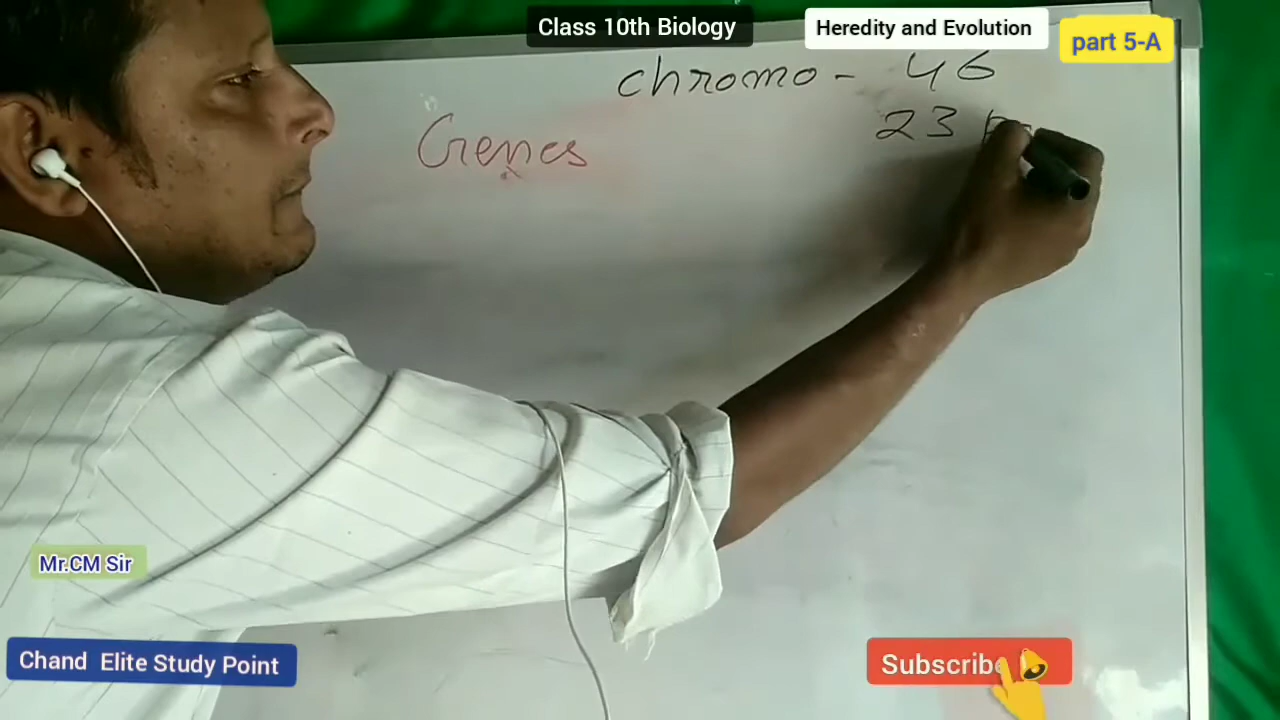 Class 10th Biology
Heredity and Evolution
part 5-A
chromo - 46
Genes
23
Mr.CM Sir
Chand Elite Study Point
Subscribe